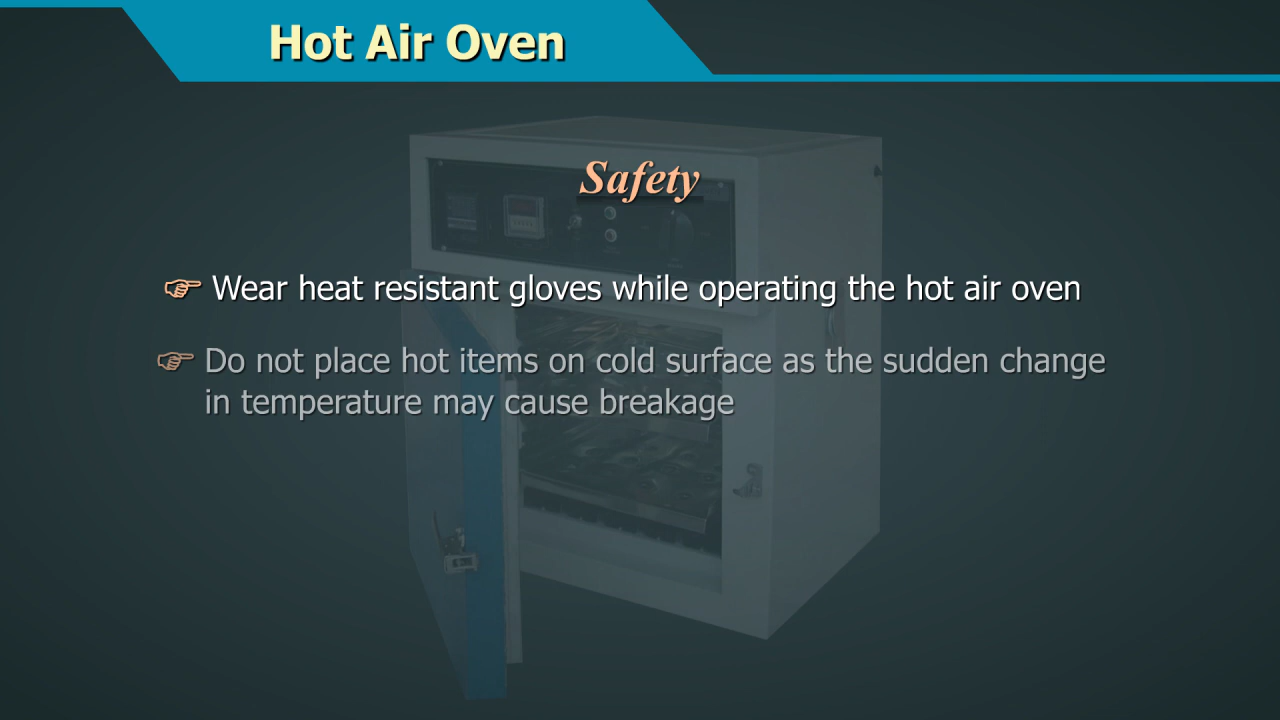 Hot Air Oven
Safety
Wear heat resistant gloves while operating the hot air oven
Do not place hot items on cold surface as the sudden change
in temperature may cause breakage